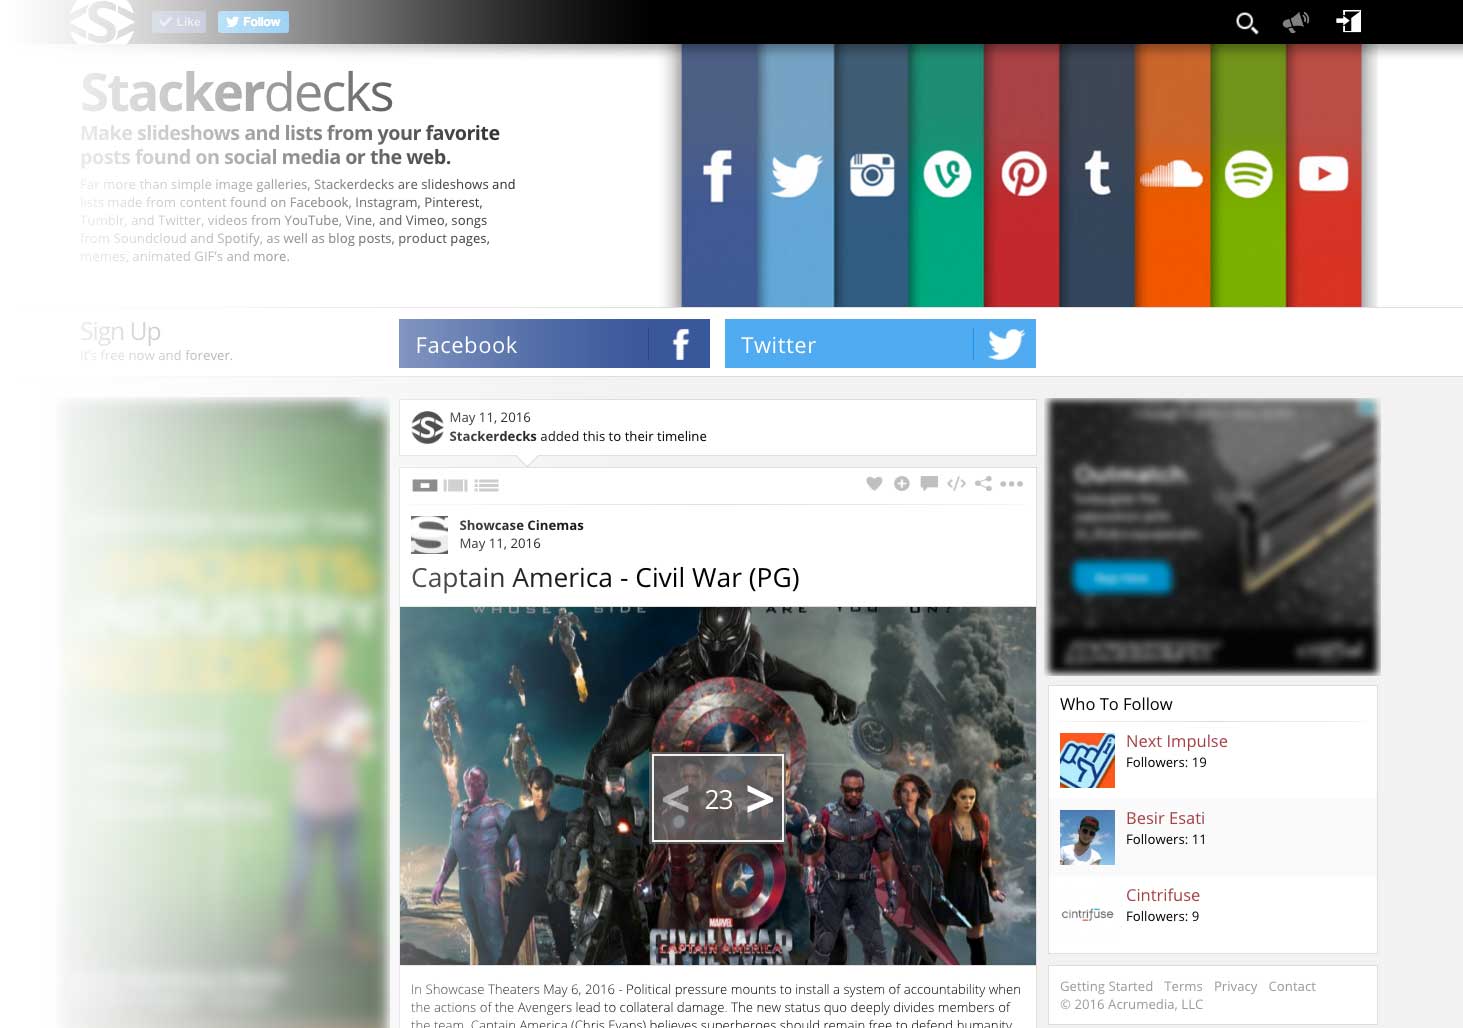 Like
Follow
Stackerdecks
Make slideshows and lists from your favorite
posts found on social media or the web.
Far more than simple image galleries, Stackerdecks are slideshows and
lists made from content found on Facebook, Instagram, Pinterest,
Tumblr, and Twitter, videos from YouTube, Vine, and Vimeo, songs
from Soundcloud and Spotify, as well as blog posts, product pages,
memes, animated GIF's and more.
Sign Up
It's free now and forever.
Facebook
Twitter
May 11, 2016
Stackerdecks added this to their timeline
Showcase Cinemas
May 11, 2016
Captain America - Civil War (PG)
WHOSE SIDE ARE YOU ON?
< 23 >
MARVEL
CIVIL WAR
CAPTAIN AMERICA
In Showcase Theaters May 6, 2016 - Political pressure mounts to install a system of accountability when
the actions of the Avengers lead to collateral damage. The new status quo deeply divides members of
the team. Captain America (Chris Evans) believes superheroes should remain free to defend humanity
SPORTS
INDUSTRY
Outmatch.
Buy now
crucial
Who To Follow
Next Impulse
Followers: 19
Besir Esati
Followers: 11
cintrifuse
Cintrifuse
Followers: 9
Getting Started Terms Privacy Contact
© 2016 Acrumedia, LLC